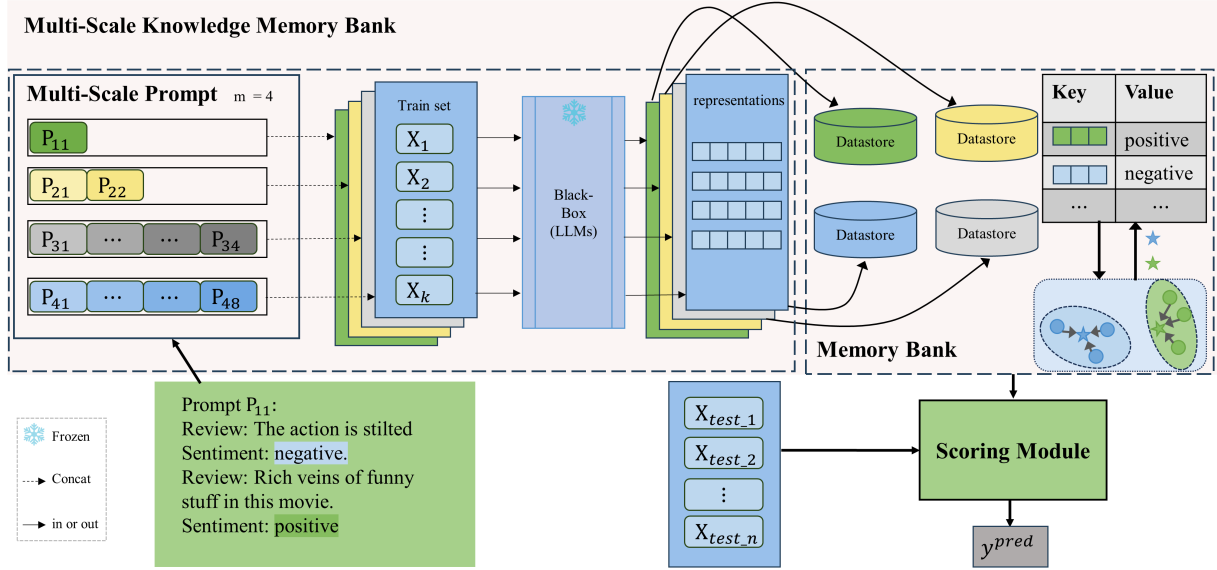 Multi-Scale Knowledge Memory Bank
Multi-Scale Prompt m = 4
P11
P21 P22
P31 ... ... P34
P41 ... ... P48
Train set
X1
X2
⋮
⋮
Xk
Black-
Box
(LLMs)
representations
Datastore
Datastore
Datastore
Datastore
Key Value
positive
negative
... ...
Memory Bank
Prompt P11:
Review: The action is stilted
Sentiment: negative.
Review: Rich veins of funny
stuff in this movie.
Sentiment: positive
Frozen
Concat
in or out
Xtest_1
Xtest_2
⋮
Xtest_n
Scoring Module
y^pred